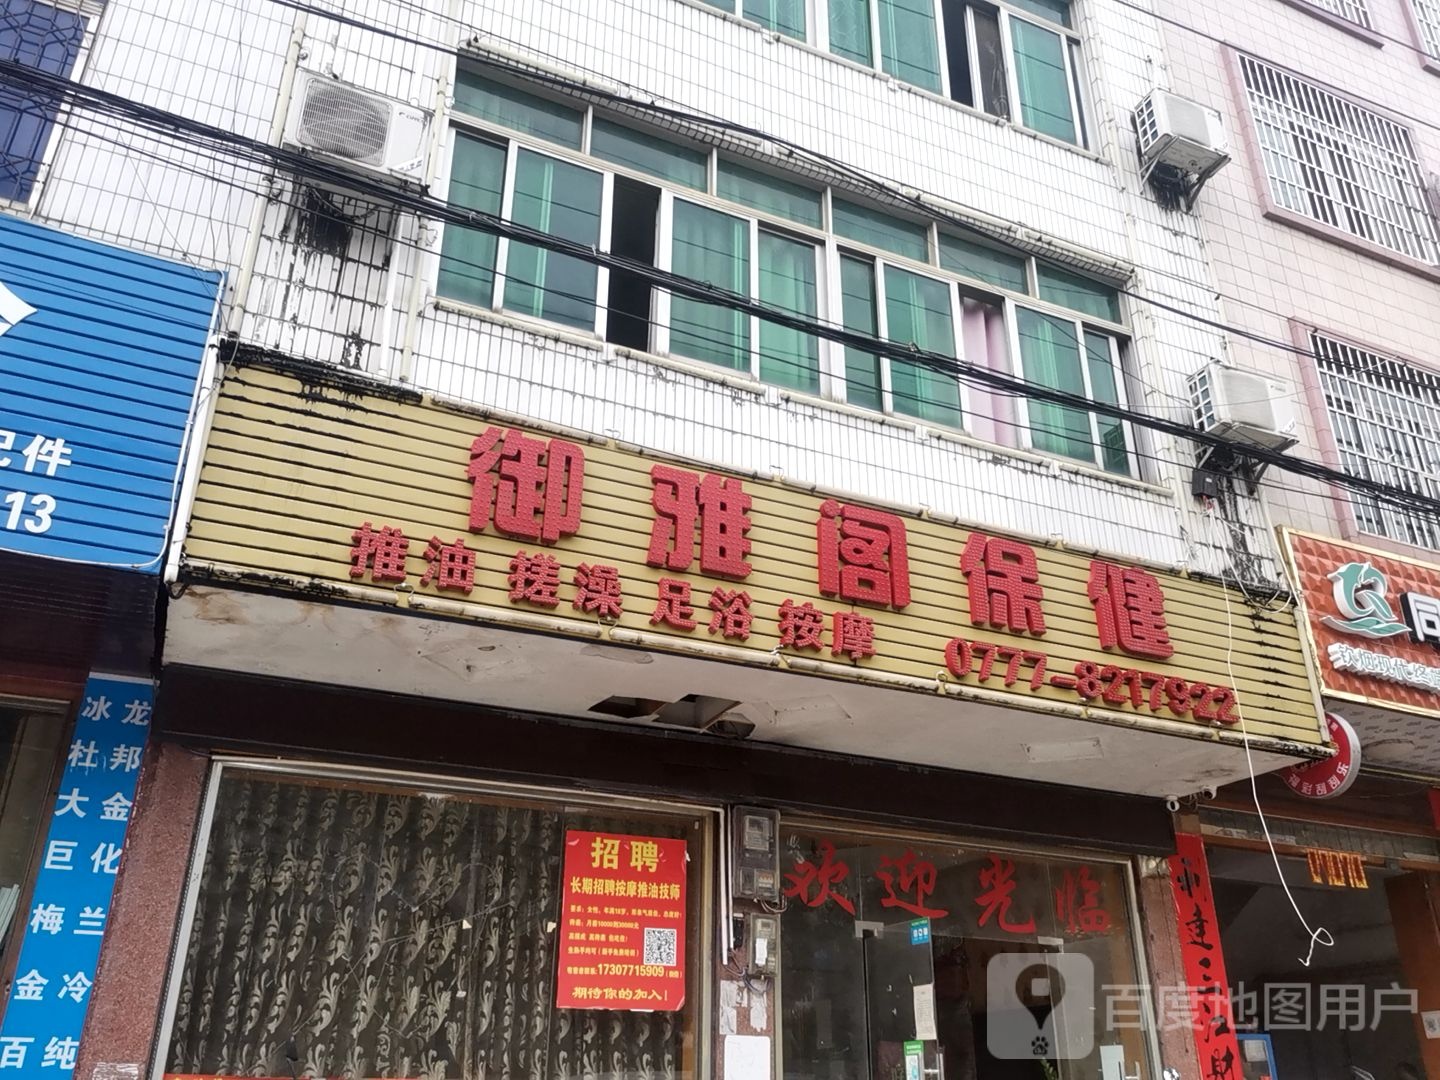 御雅阁保健
推油 搓澡 足浴 按摩 0777-8217922
件
13
冰龙
杜邦
大金
巨化
梅兰
金冷
百纯
招聘
长期招聘按摩推油技师
期待你的加入!
17307715909
欢迎光临
同
百度地图用户